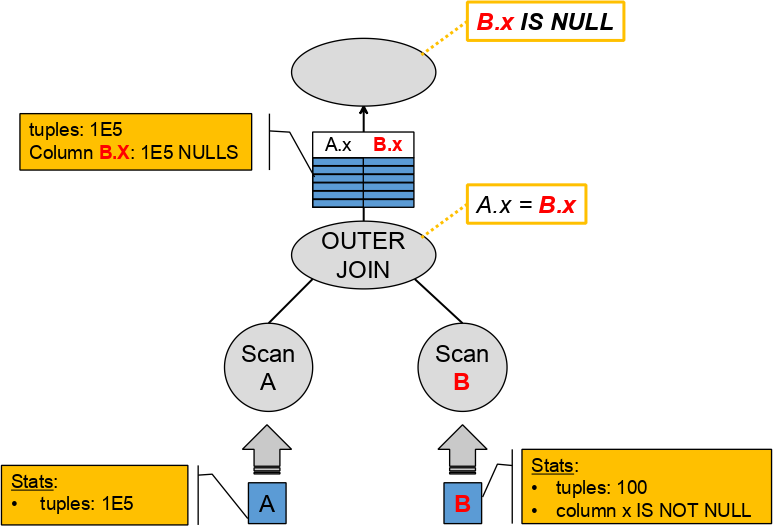 B.x IS NULL
tuples: 1E5
Column B.X: 1E5 NULLS
A.x B.x
A.x = B.x
OUTER
JOIN
Scan
A
Scan
B
Stats:
• tuples: 1E5
A
B
Stats:
• tuples: 100
• column x IS NOT NULL